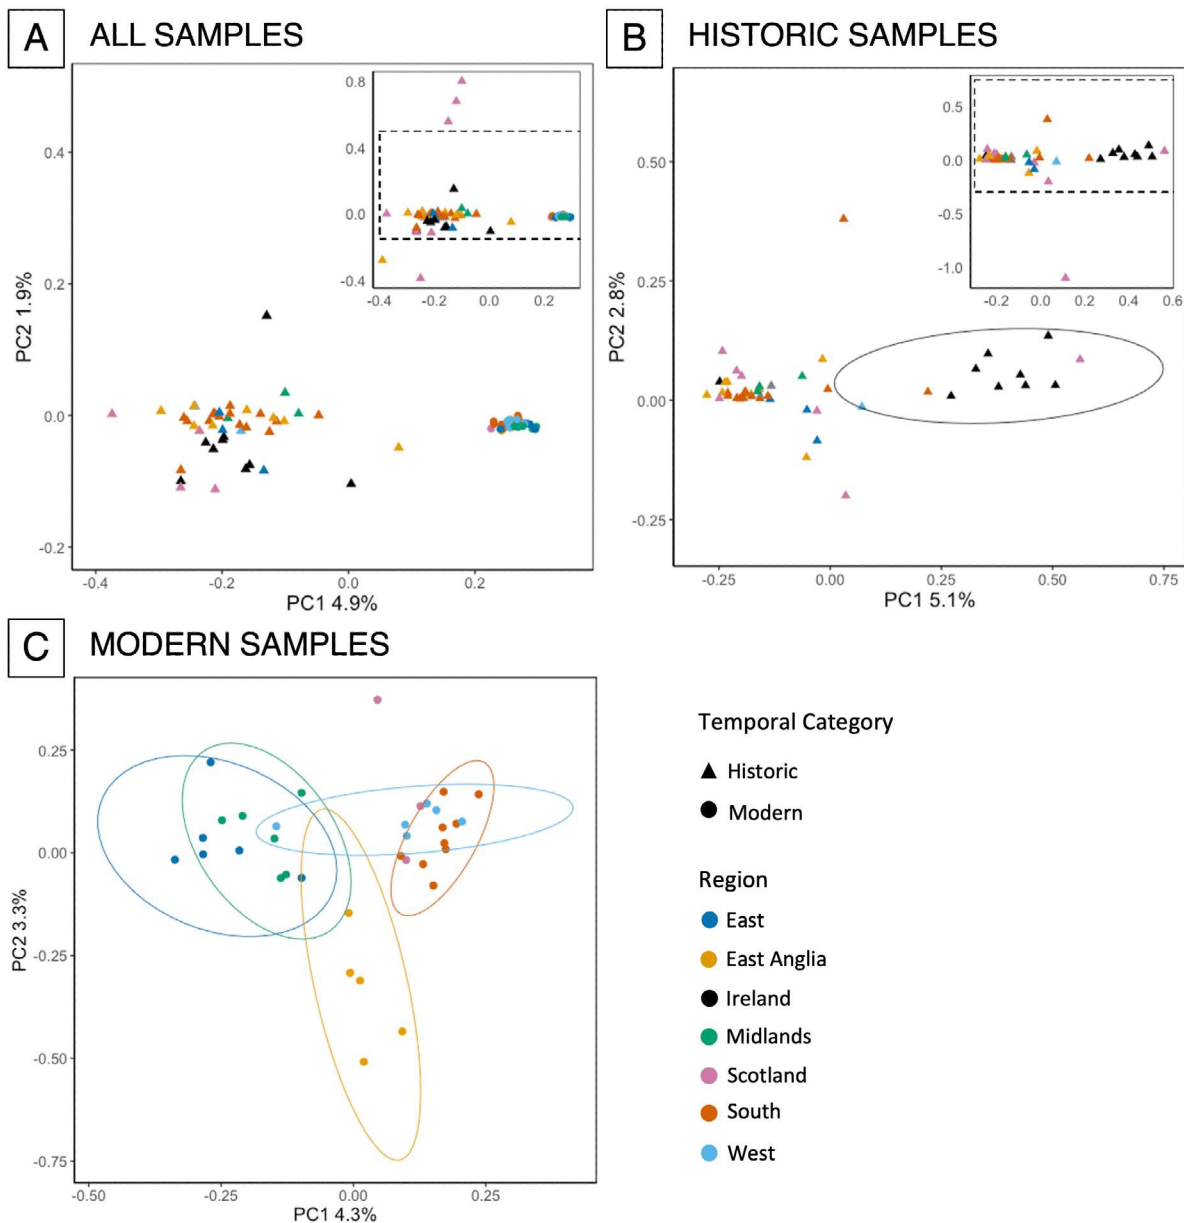 A ALL SAMPLES
0.4
0.2
0.0
-0.2
PC2 1.9%
-0.4 -0.2 0.0 0.2
PC1 4.9%
0.8
0.4
0.0
-0.4
-0.4 -0.2 0.0 0.2
B HISTORIC SAMPLES
0.50
0.25
0.00
-0.25
PC2 2.8%
-0.25 0.00 0.25 0.50 0.75
PC1 5.1%
0.5
0.0
-0.5
-1.0
-0.2 0.0 0.2 0.4 0.6
C MODERN SAMPLES
0.25
0.00
-0.25
-0.50
-0.75
PC2 3.3%
-0.50 -0.25 0.00 0.25
PC1 4.3%
Temporal Category
Historic
Modern
Region
East
East Anglia
Ireland
Midlands
Scotland
South
West